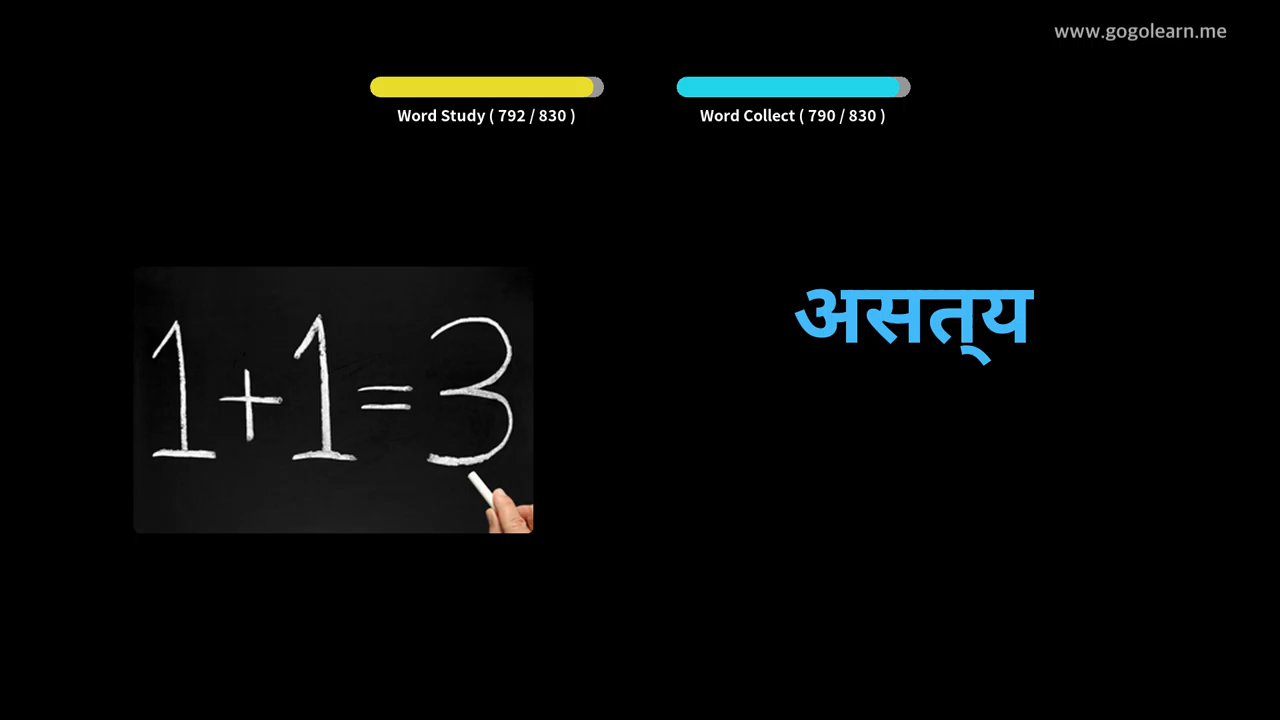 www.gogolearn.me
Word Study ( 792 / 830 )
Word Collect ( 790 / 830 )
1+1=3
असत्य